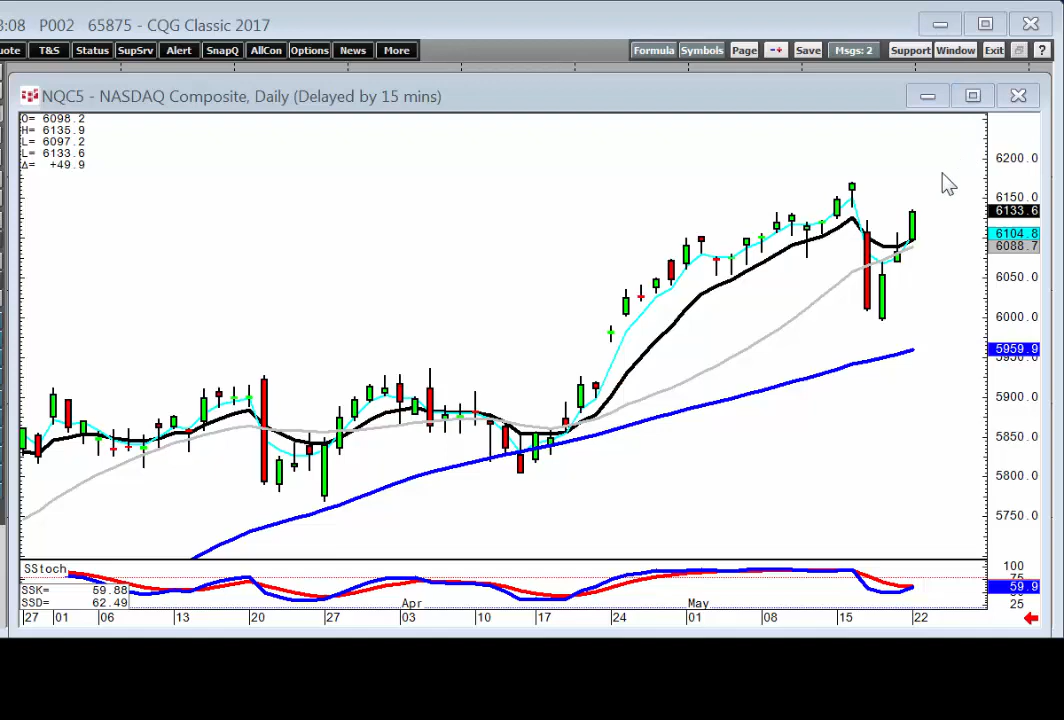 3:08 P002 65875 - CQG Classic 2017
uote T&S Status SupSrv Alert SnapQ AllCon Options News More Formula Symbols Page Save Msgs: 2 Support Window Exit ?
NQC5 - NASDAQ Composite, Daily (Delayed by 15 mins)
O= 6098.2
H= 6135.9
L= 6097.2
L= 6133.6
Δ= +49.9
6200.0
6150.0
6133.6
6104.8
6088.7
6050.0
6000.0
5959.9
5900.0
5850.0
5800.0
5750.0
SStoch
SSK= 59.88
SSD= 62.49
100
75
59.9
25
Apr May
27 01 06 13 20 27 03 10 17 24 01 08 15 22